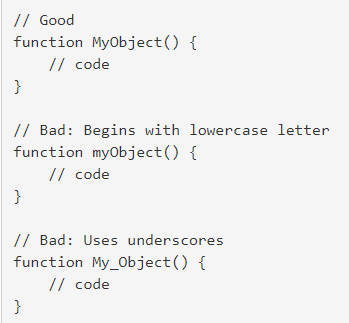 // Good
function MyObject() {
    // code
}

// Bad: Begins with lowercase letter
function myObject() {
    // code
}

// Bad: Uses underscores
function My_Object() {
    // code
}